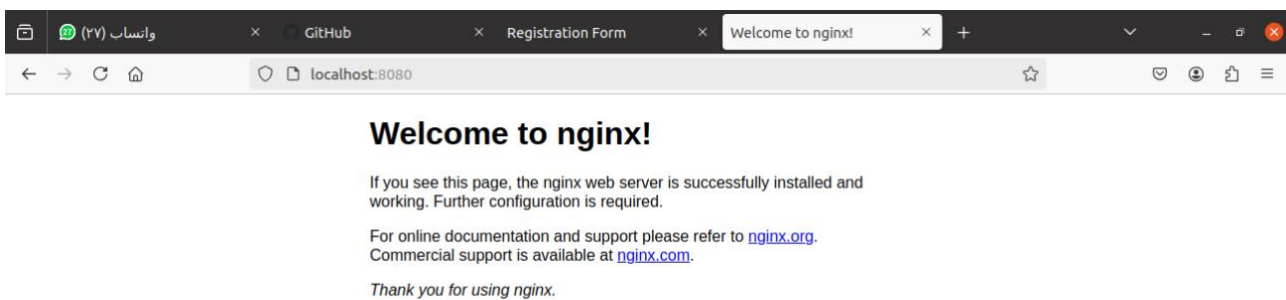 واتساب (٢٧)
GitHub
Registration Form
Welcome to nginx!
localhost:8080
Welcome to nginx!
If you see this page, the nginx web server is successfully installed and
working. Further configuration is required.
For online documentation and support please refer to nginx.org.
Commercial support is available at nginx.com.
Thank you for using nginx.